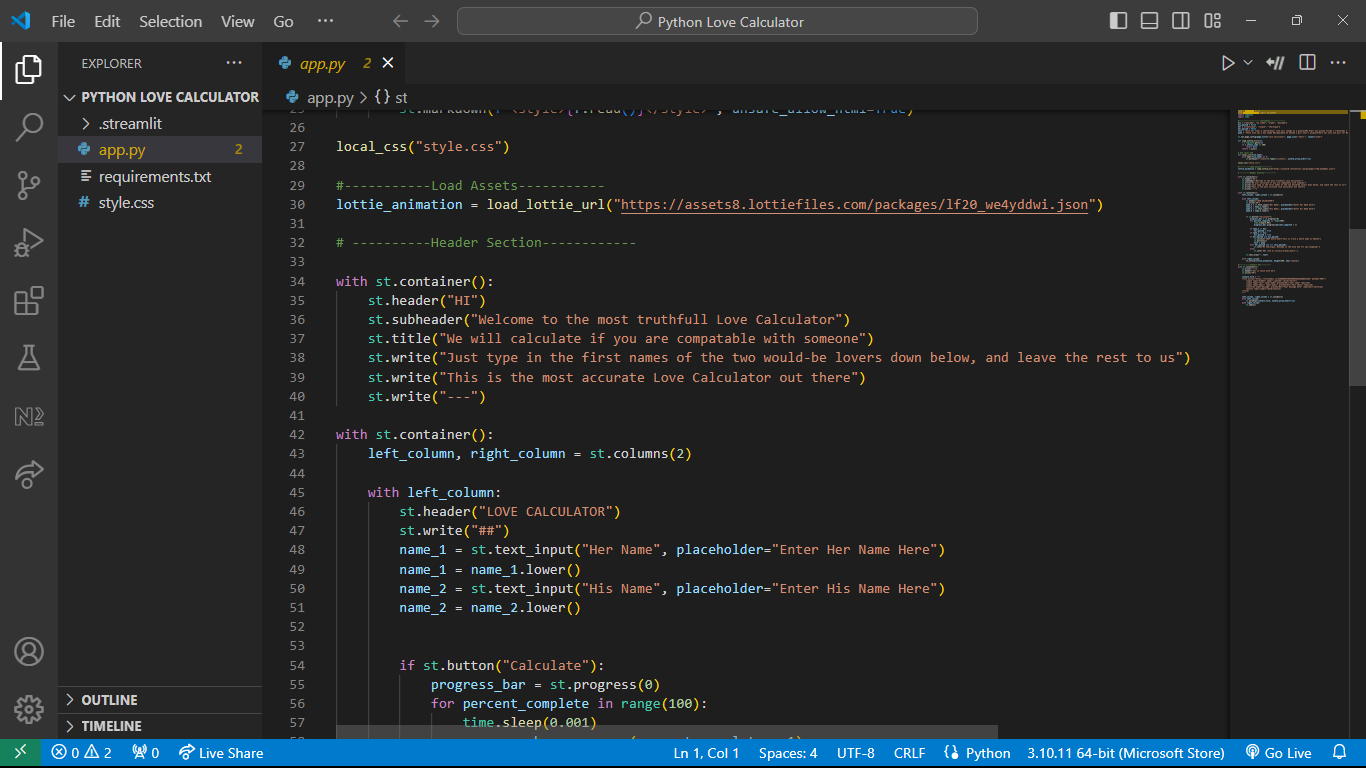 File Edit Selection View Go ··· Python Love Calculator
EXPLORER ···
PYTHON LOVE CALCULATOR
.streamlit
app.py 2
requirements.txt
style.css
OUTLINE
TIMELINE
app.py 2
app.py > {} st
26
27 local_css("style.css")
28
29 #-----------Load Assets-----------
30 lottie_animation = load_lottie_url("https://assets8.lottiefiles.com/packages/lf20_we4yddwi.json")
31
32 # ----------Header Section------------
33
34 with st.container():
35 st.header("HI")
36 st.subheader("Welcome to the most truthfull Love Calculator")
37 st.title("We will calculate if you are compatable with someone")
38 st.write("Just type in the first names of the two would-be lovers down below, and leave the rest to us")
39 st.write("This is the most accurate Love Calculator out there")
40 st.write("---")
41
42 with st.container():
43 left_column, right_column = st.columns(2)
44
45 with left_column:
46 st.header("LOVE CALCULATOR")
47 st.write("##")
48 name_1 = st.text_input("Her Name", placeholder="Enter Her Name Here")
49 name_1 = name_1.lower()
50 name_2 = st.text_input("His Name", placeholder="Enter His Name Here")
51 name_2 = name_2.lower()
52
53
54 if st.button("Calculate"):
55 progress_bar = st.progress(0)
56 for percent_complete in range(100):
57 time.sleep(0.001)
0 2 0 Live Share Ln 1, Col 1 Spaces: 4 UTF-8 CRLF {} Python 3.10.11 64-bit (Microsoft Store) Go Live